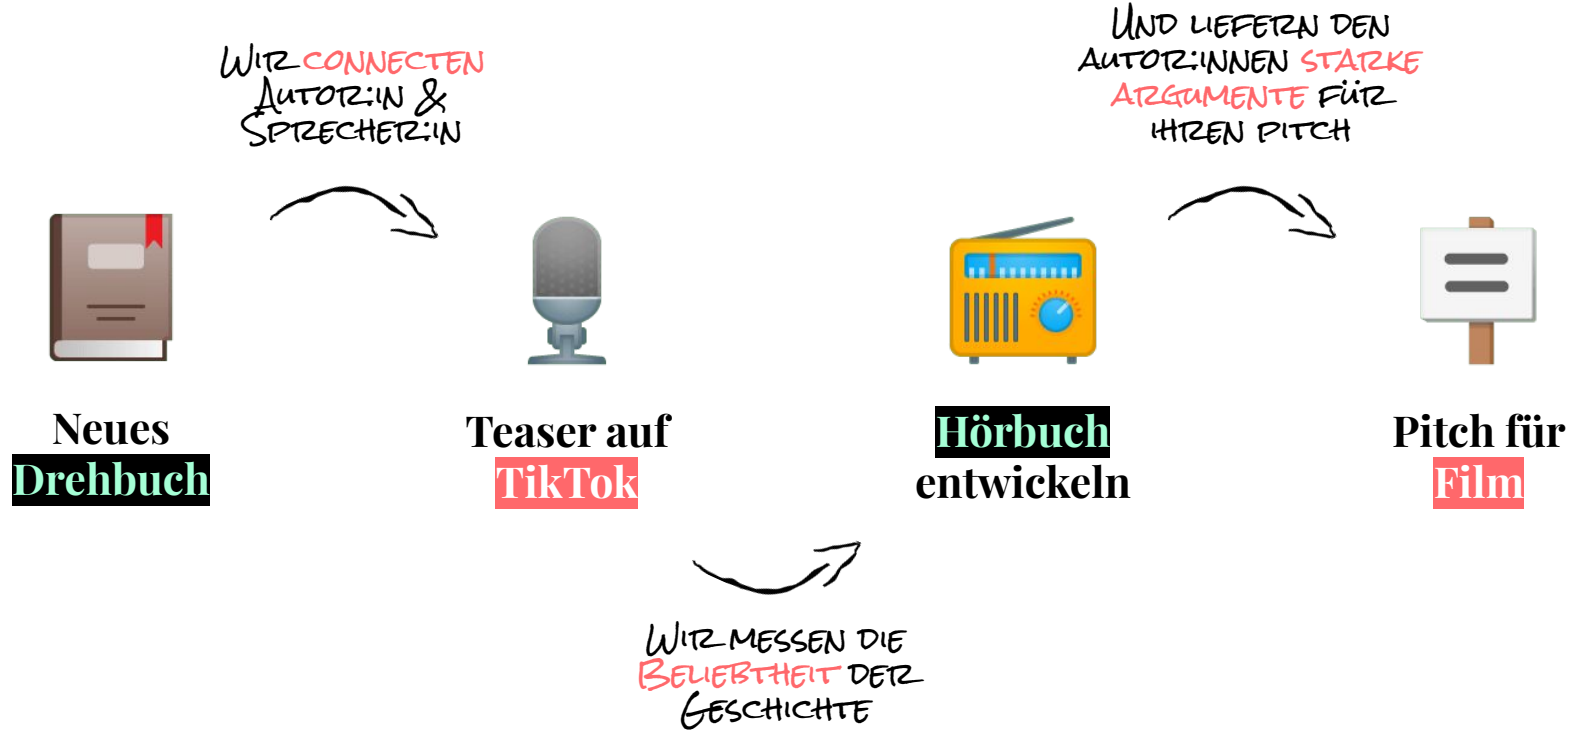 Wir connecten
Autor:in &
Sprecher:in
Und liefern den
Autor:innen starke
Argumente für
ihren Pitch
Neues
Drehbuch
Teaser auf
TikTok
Hörbuch
entwickeln
Pitch für
Film
Wir messen die
Beliebtheit der
Geschichte